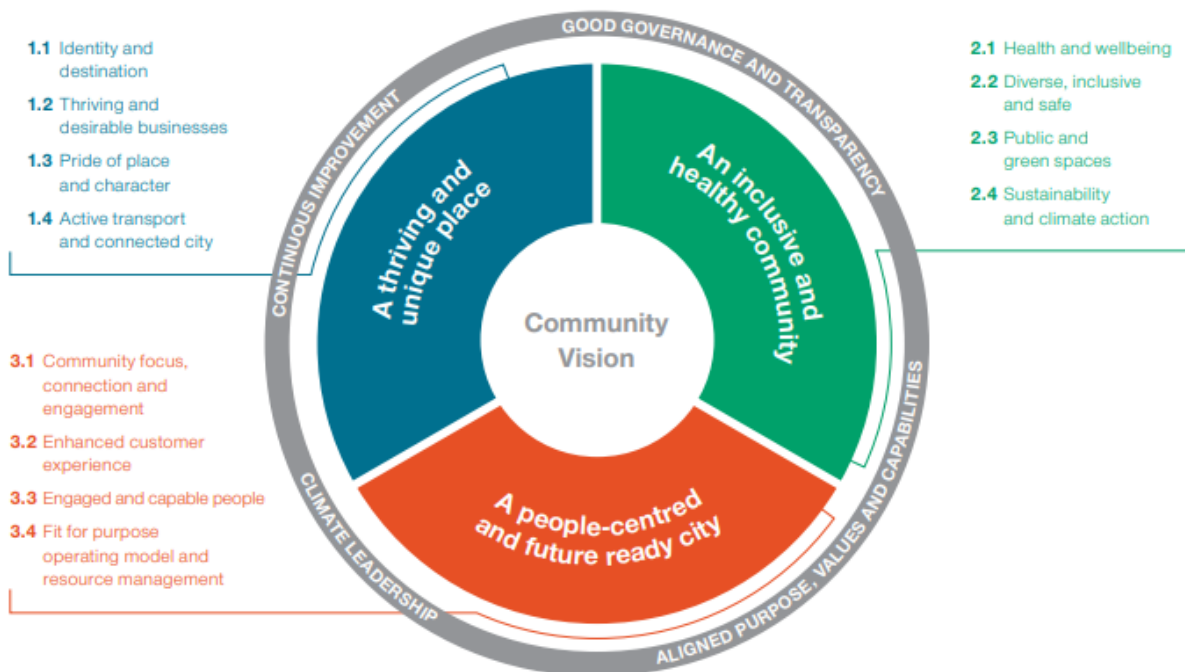 GOOD GOVERNANCE AND TRANSPARENCY
1.1 Identity and
destination
1.2 Thriving and
desirable businesses
1.3 Pride of place
and character
1.4 Active transport
and connected city
2.1 Health and wellbeing
2.2 Diverse, inclusive
and safe
2.3 Public and
green spaces
2.4 Sustainability
and climate action
CONTINUOUS IMPROVEMENT
A thriving and
unique place
An inclusive and
healthy community
Community
Vision
3.1 Community focus,
connection and
engagement
3.2 Enhanced customer
experience
3.3 Engaged and capable people
3.4 Fit for purpose
operating model and
resource management
A people-centred
and future ready city
CLIMATE LEADERSHIP
ALIGNED PURPOSE, VALUES AND CAPABILITIES